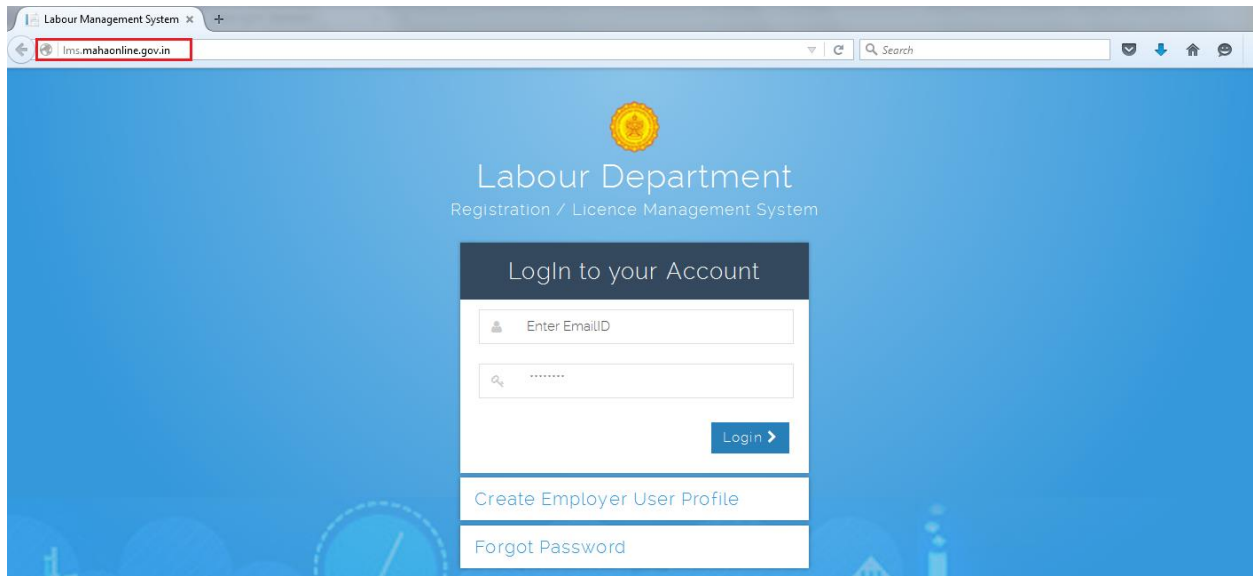 Labour Management System
lms.mahaonline.gov.in
Search
Labour Department
Registration / Licence Management System
LogIn to your Account
Enter EmailID
--------
Login
Create Employer User Profile
Forgot Password